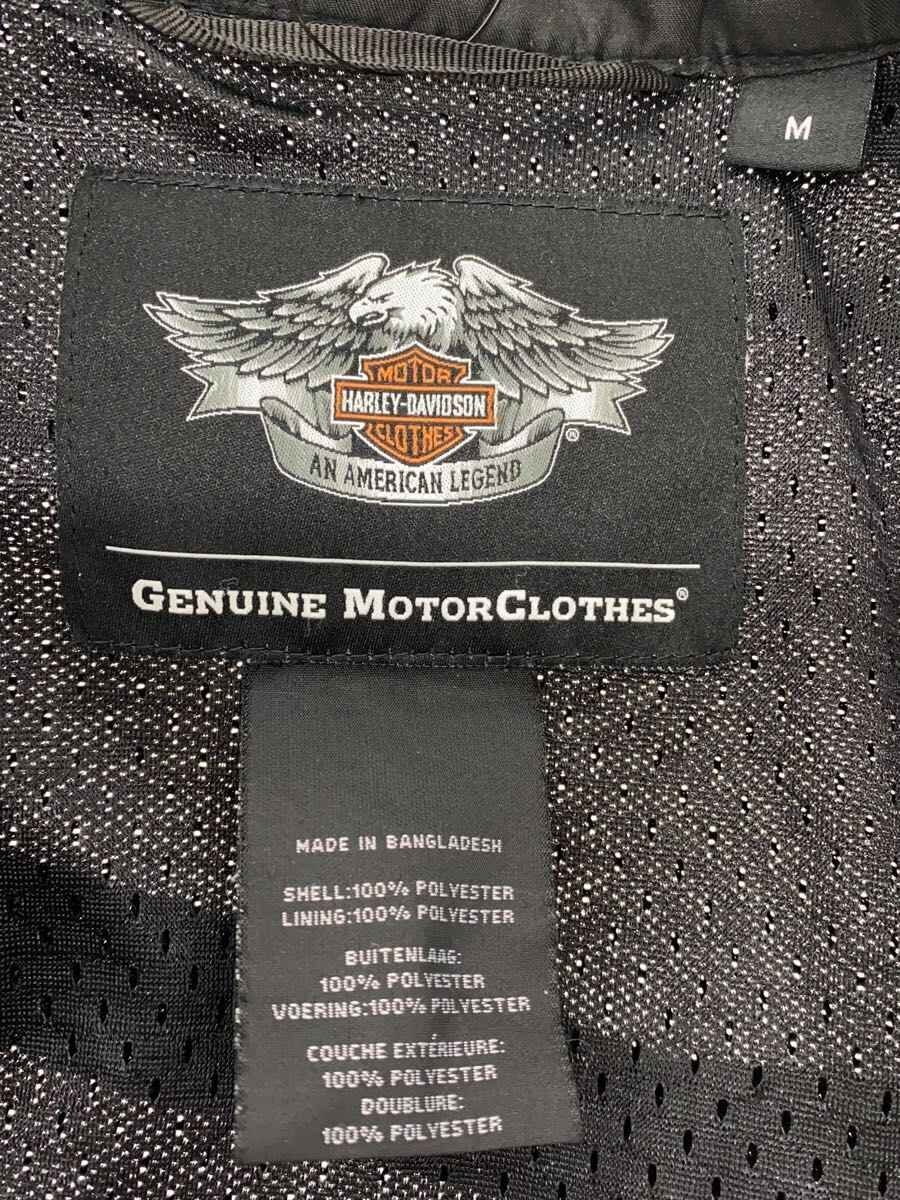 M
MOTOR
HARLEY-DAVIDSON
CLOTHES
®
AN AMERICAN LEGEND
GENUINE MOTORCLOTHES®
MADE IN BANGLADESH
SHELL:100% POLYESTER
LINING:100% POLYESTER
BUITENLAAG:
100% POLYESTER
VOERING:100% POLYESTER
COUCHE EXTÉRIEURE:
100% POLYESTER
DOUBLURE:
100% POLYESTER